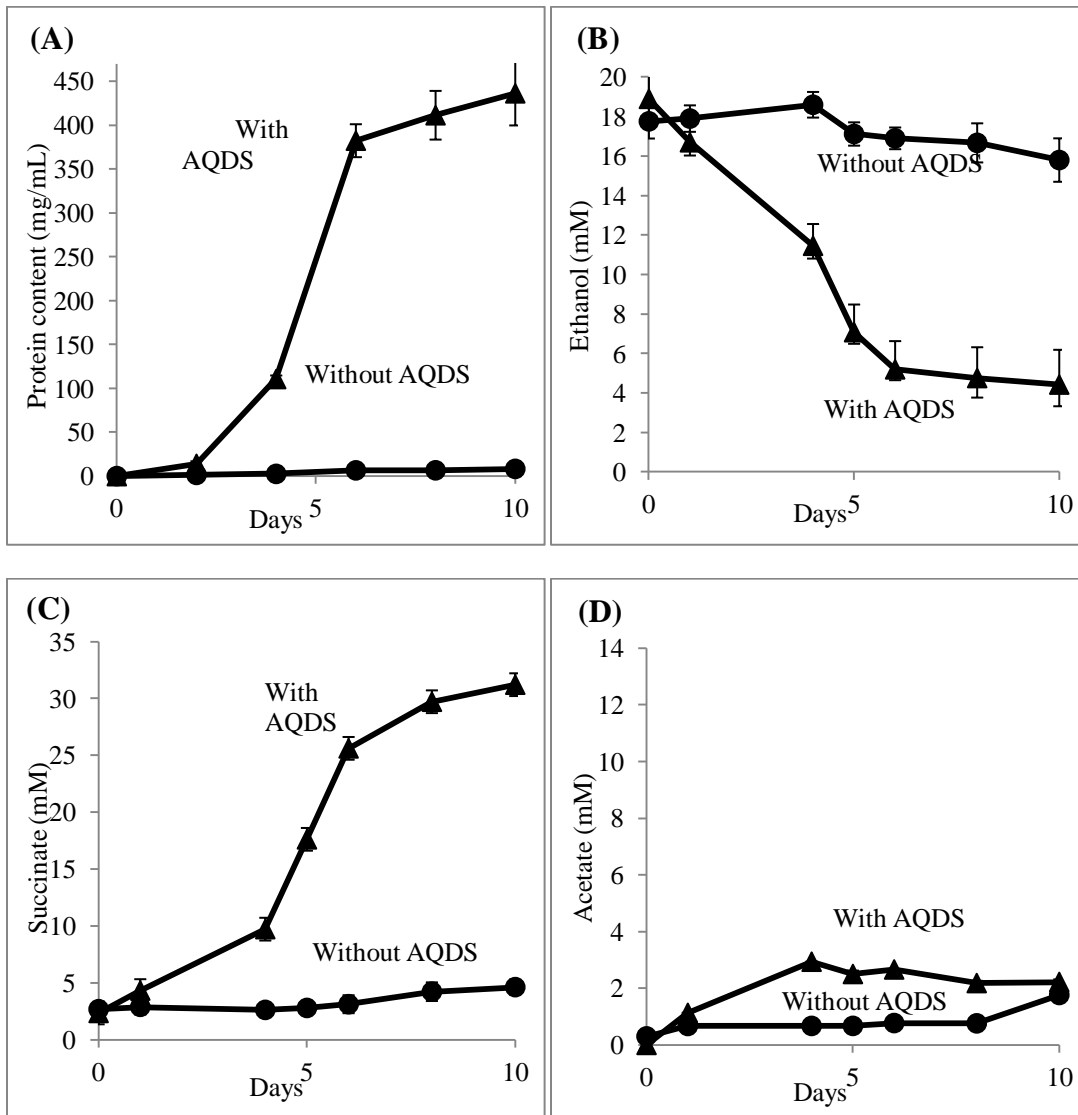 (A)
450
400
350
300
250
200
150
100
50
0
Protein content (mg/mL)
With
AQDS
Without AQDS
0
5
10
Days
(B)
20
18
16
14
12
10
8
6
4
2
0
Ethanol (mM)
Without AQDS
With AQDS
0
5
10
Days
(C)
35
30
25
20
15
10
5
0
Succinate (mM)
With
AQDS
Without AQDS
0
5
10
Days
(D)
14
12
10
8
6
4
2
0
Acetate (mM)
With AQDS
Without AQDS
0
5
10
Days